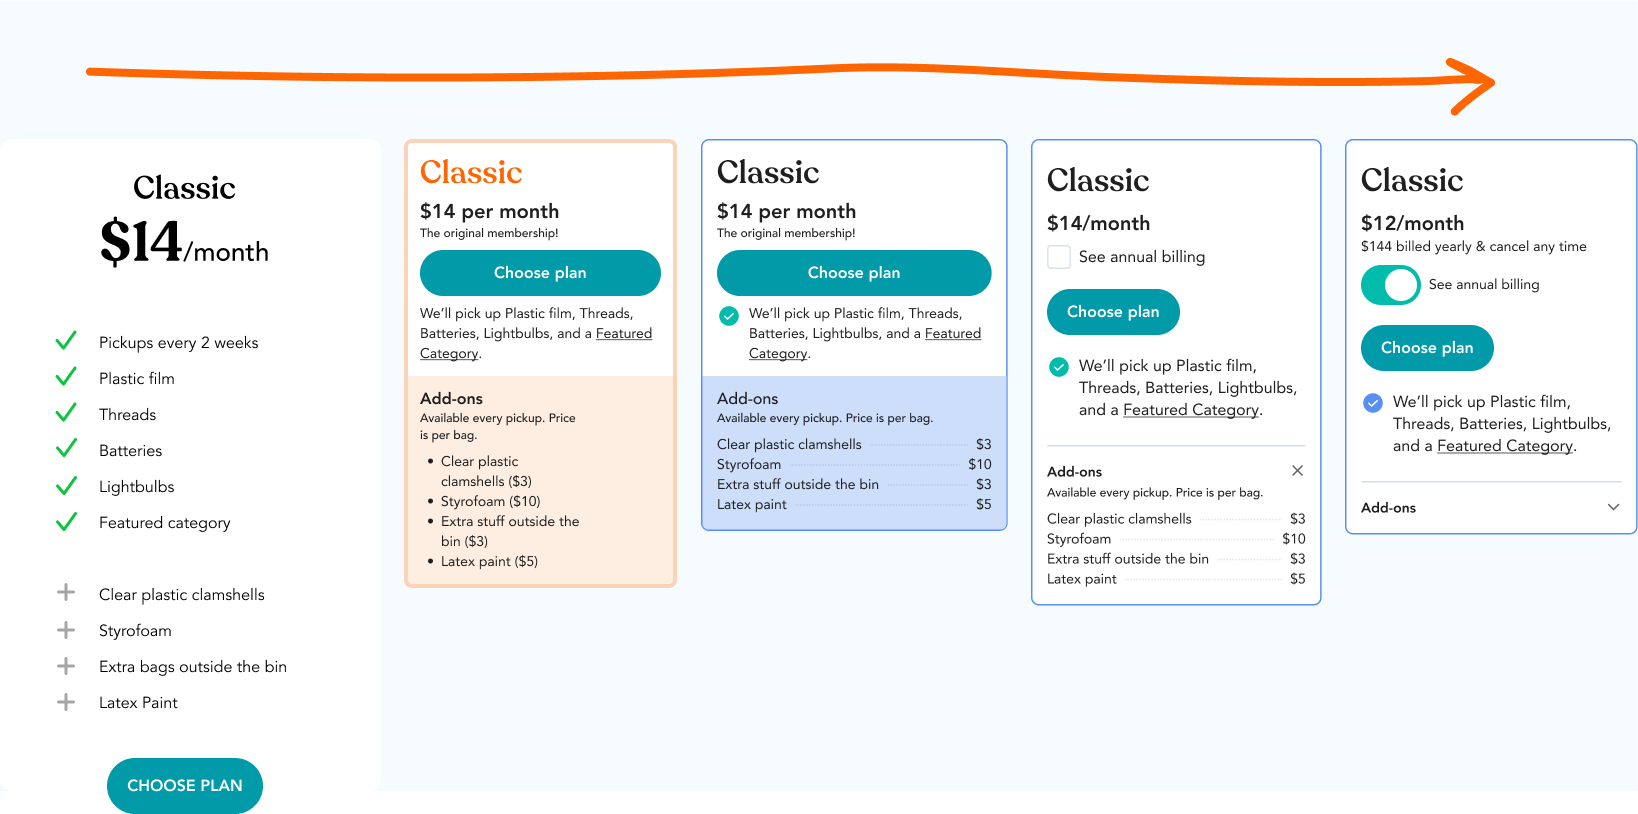 Classic
$14/month
Pickups every 2 weeks
Plastic film
Threads
Batteries
Lightbulbs
Featured category
Clear plastic clamshells
Styrofoam
Extra bags outside the bin
Latex Paint
CHOOSE PLAN
Classic
$14 per month
The original membership!
Choose plan
We’ll pick up Plastic film, Threads,
Batteries, Lightbulbs, and a Featured
Category.
Add-ons
Available every pickup. Price
is per bag.
• Clear plastic
clamshells ($3)
• Styrofoam ($10)
• Extra stuff outside the
bin ($3)
• Latex paint ($5)
Classic
$14 per month
The original membership!
Choose plan
We’ll pick up Plastic film, Threads,
Batteries, Lightbulbs, and a Featured
Category.
Add-ons
Available every pickup. Price is per bag.
Clear plastic clamshells $3
Styrofoam $10
Extra stuff outside the bin $3
Latex paint $5
Classic
$14/month
See annual billing
Choose plan
We’ll pick up Plastic film,
Threads, Batteries, Lightbulbs,
and a Featured Category.
Add-ons
Available every pickup. Price is per bag.
Clear plastic clamshells $3
Styrofoam $10
Extra stuff outside the bin $3
Latex paint $5
Classic
$12/month
$144 billed yearly & cancel any time
See annual billing
Choose plan
We’ll pick up Plastic film,
Threads, Batteries, Lightbulbs,
and a Featured Category.
Add-ons